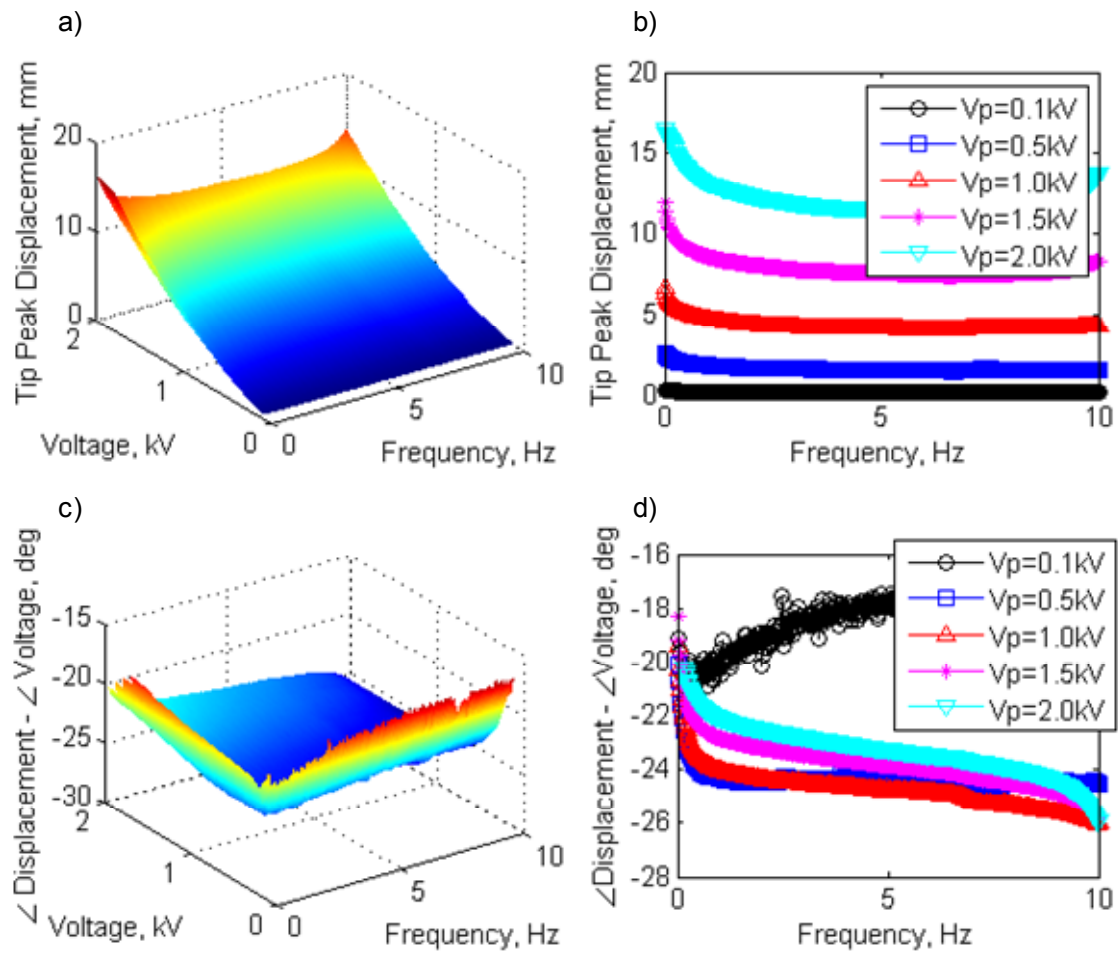 a)
Tip Peak Displacement, mm
20
10
0
2
1
0
Voltage, kV
0
5
10
Frequency, Hz
b)
Tip Peak Displacement, mm
20
15
10
5
0
0
5
10
Frequency, Hz
Vp=0.1kV
Vp=0.5kV
Vp=1.0kV
Vp=1.5kV
Vp=2.0kV
c)
∠ Displacement - ∠ Voltage, deg
-15
-20
-25
-30
2
1
0
Voltage, kV
0
5
10
Frequency, Hz
d)
∠Displacement - ∠Voltage, deg
-16
-18
-20
-22
-24
-26
-28
0
5
10
Frequency, Hz
Vp=0.1kV
Vp=0.5kV
Vp=1.0kV
Vp=1.5kV
Vp=2.0kV